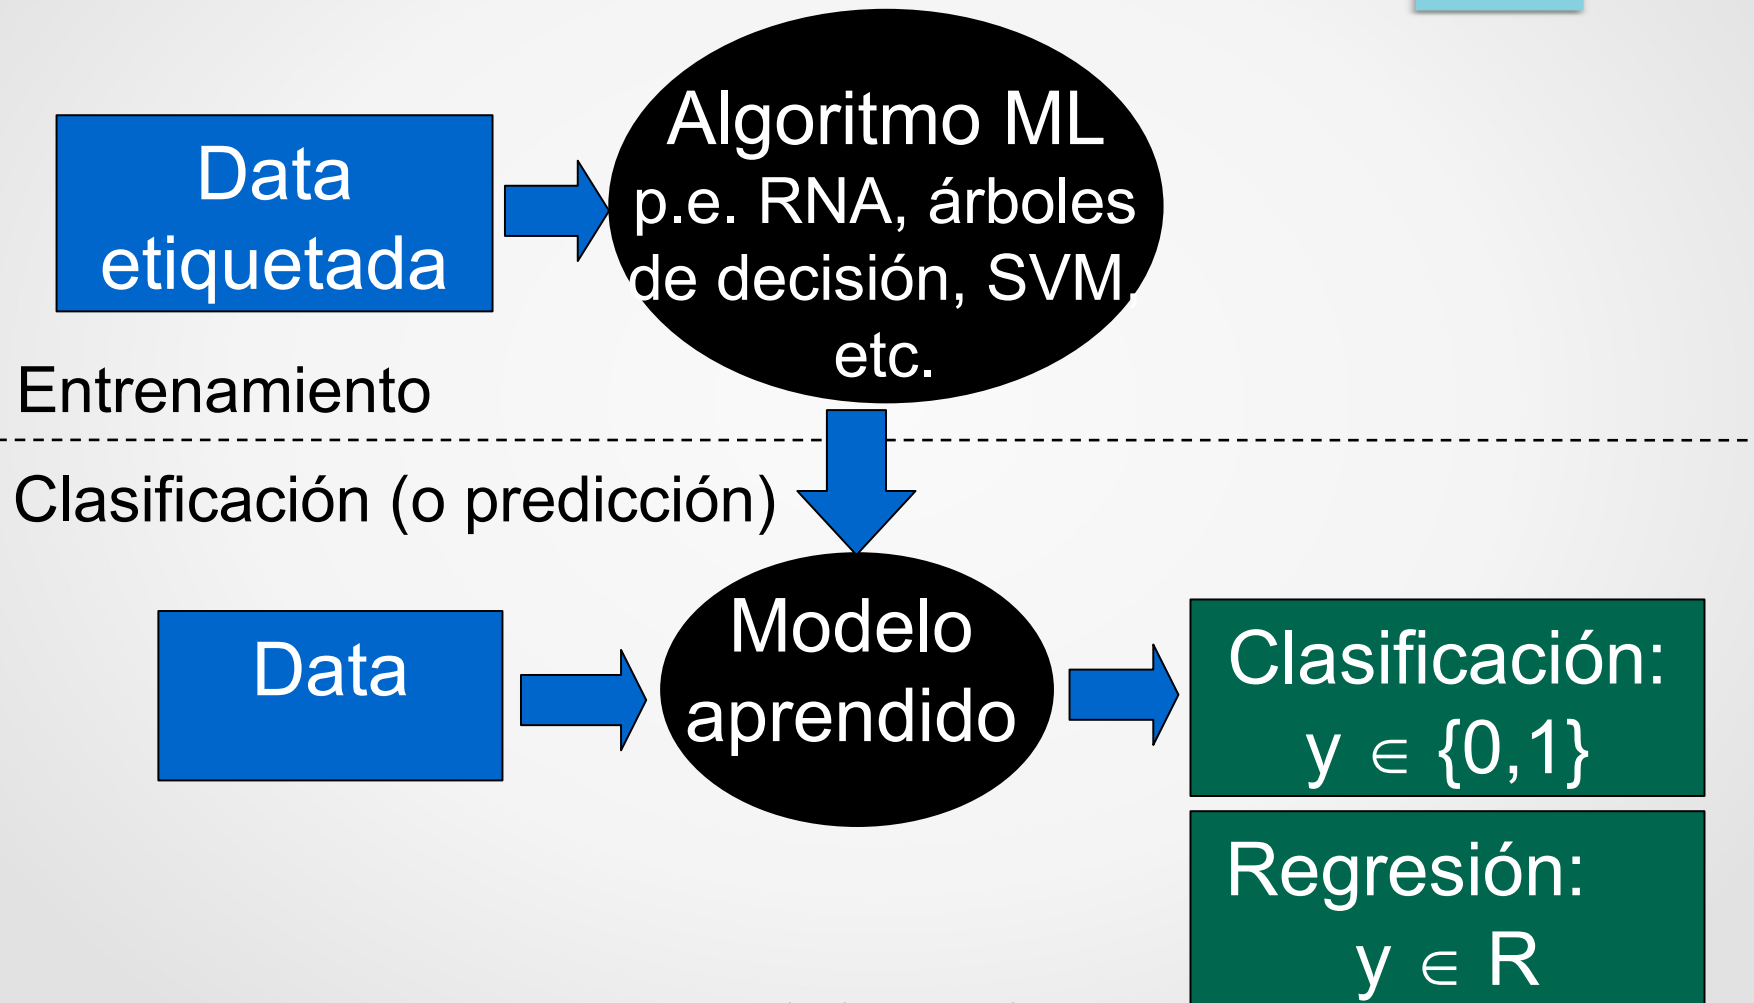 Data
etiquetada
Algoritmo ML
p.e. RNA, árboles
de decisión, SVM,
etc.
Entrenamiento
Clasificación (o predicción)
Data
Modelo
aprendido
Clasificación:
y ∈ {0,1}
Regresión:
y ∈ R